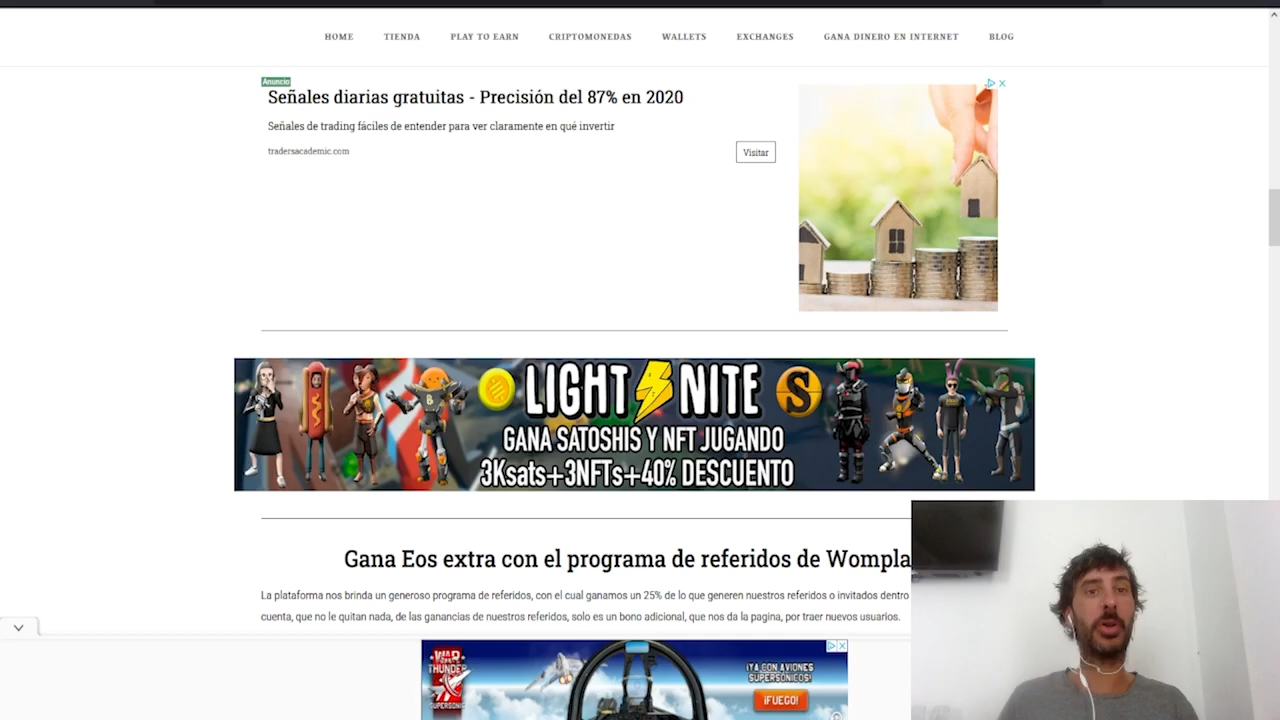 HOME TIENDA PLAY TO EARN CRIPTOMONEDAS WALLETS EXCHANGES GANA DINERO EN INTERNET BLOG
Anuncio
Señales diarias gratuitas - Precisión del 87% en 2020
Señales de trading fáciles de entender para ver claramente en qué invertir
tradersacademic.com
Visitar
LIGHT NITE
GANA SATOSHIS Y NFT JUGANDO
3Ksats+3NFTs+40% DESCUENTO
Gana Eos extra con el programa de referidos de Wompla
La plataforma nos brinda un generoso programa de referidos, con el cual ganamos un 25% de lo que generen nuestros referidos o invitados dentro
cuenta, que no le quitan nada, de las ganancias de nuestros referidos, solo es un bono adicional, que nos da la pagina, por traer nuevos usuarios.
WAR
THUNDER
SUPERSONIC
¡YA CON AVIONES
SUPERSÓNICOS!
¡FUEGO!